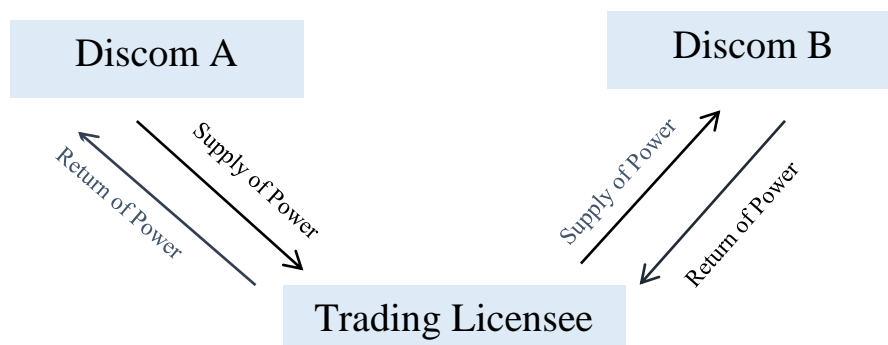 Discom A
Discom B
Supply of Power
Return of Power
Supply of Power
Return of Power
Trading Licensee